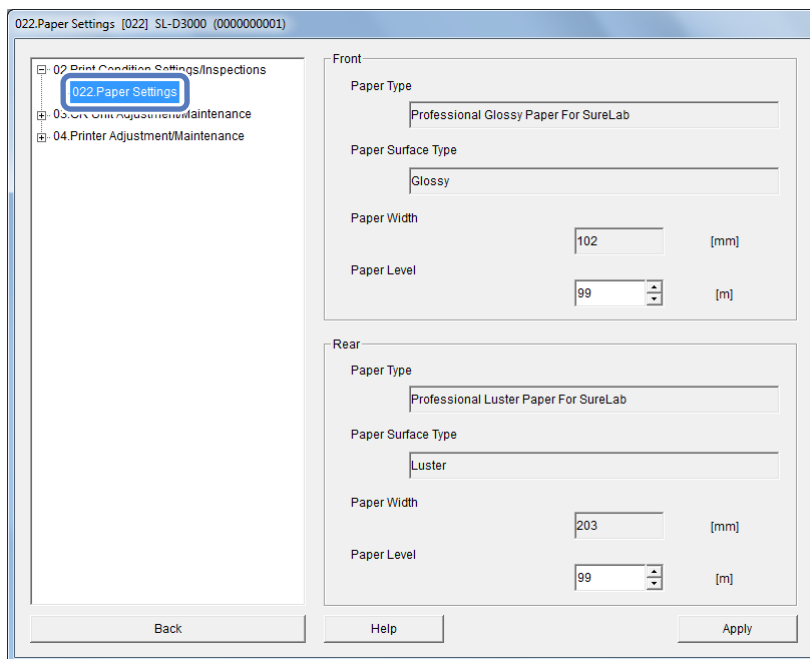 022.Paper Settings [022] SL-D3000 (0000000001)
02.Print Condition Settings/Inspections
022.Paper Settings
03.CR Unit Adjustment/Maintenance
04.Printer Adjustment/Maintenance
Front
Paper Type
Professional Glossy Paper For SureLab
Paper Surface Type
Glossy
Paper Width
102 [mm]
Paper Level
99 [m]
Rear
Paper Type
Professional Luster Paper For SureLab
Paper Surface Type
Luster
Paper Width
203 [mm]
Paper Level
99 [m]
Back Help Apply